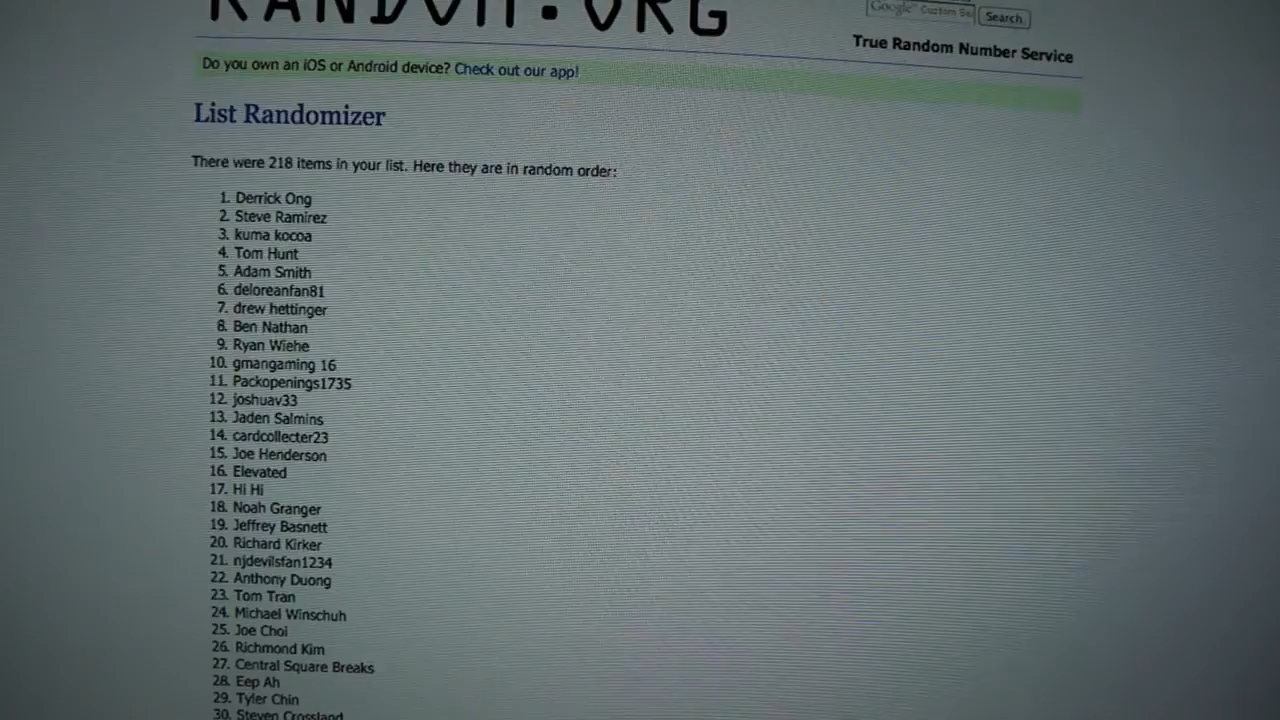 RANDOM.ORG
Google™ Custom Se
Search
True Random Number Service
Do you own an iOS or Android device? Check out our app!
List Randomizer
There were 218 items in your list. Here they are in random order:
1. Derrick Ong
2. Steve Ramirez
3. kuma kocoa
4. Tom Hunt
5. Adam Smith
6. deloreanfan81
7. drew hettinger
8. Ben Nathan
9. Ryan Wiehe
10. gmangaming 16
11. Packopenings1735
12. joshuav33
13. Jaden Salmins
14. cardcollecter23
15. Joe Henderson
16. Elevated
17. Hi Hi
18. Noah Granger
19. Jeffrey Basnett
20. Richard Kirker
21. njdevilsfan1234
22. Anthony Duong
23. Tom Tran
24. Michael Winschuh
25. Joe Choi
26. Richmond Kim
27. Central Square Breaks
28. Eep Ah
29. Tyler Chin
30. Steven Crossland